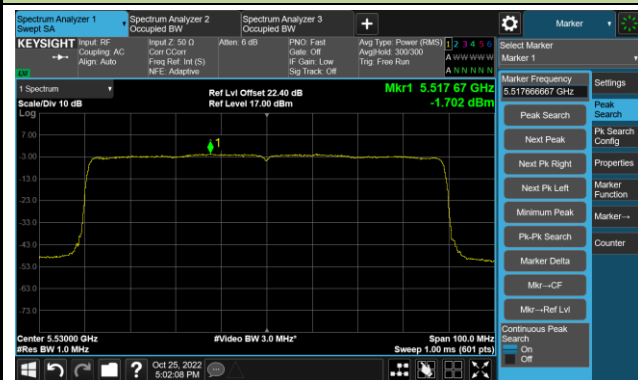 Spectrum Analyzer 1
Swept SA
Spectrum Analyzer 2
Occupied BW
Spectrum Analyzer 3
Occupied BW
+
Marker
KEYSIGHT
Input: RF
Coupling: AC
Align: Auto
Input Z: 50 Ω
Corr CCorr
Freq Ref: Int (S)
NFE: Adaptive
Atten: 6 dB
PNO: Fast
Gate: Off
IF Gain: Low
Sig Track: Off
Avg Type: Power (RMS)
Avg|Hold: 300/300
Trig: Free Run
1 2 3 4 5 6
A W W W W W
A N N N N N
Select Marker
Marker 1
LXI
1 Spectrum
Scale/Div 10 dB
Log
Ref Lvl Offset 22.40 dB
Ref Level 17.00 dBm
Mkr1 5.517 67 GHz
-1.702 dBm
7.00
-3.00
-13.0
-23.0
-33.0
-43.0
-53.0
-63.0
-73.0
1
Center 5.53000 GHz
#Res BW 1.0 MHz
#Video BW 3.0 MHz*
Span 100.0 MHz
Sweep 1.00 ms (601 pts)
Marker Frequency
5.517666667 GHz
Peak Search
Next Peak
Next Pk Right
Next Pk Left
Minimum Peak
Pk-Pk Search
Marker Delta
Mkr→CF
Mkr→Ref Lvl
Continuous Peak
Search
On
Off
Settings
Peak
Search
Pk Search
Config
Properties
Marker
Function
Marker→
Counter
?
Oct 25, 2022
5:02:08 PM